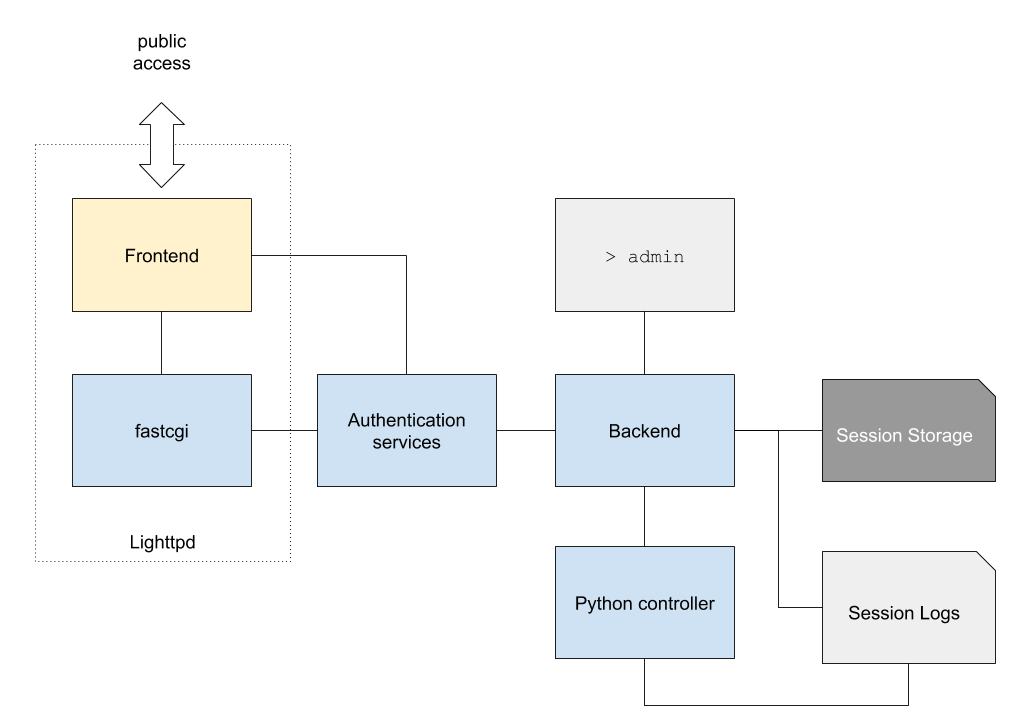 public
access
Frontend
> admin
fastcgi
Authentication
services
Backend
Session Storage
Lighttpd
Python controller
Session Logs